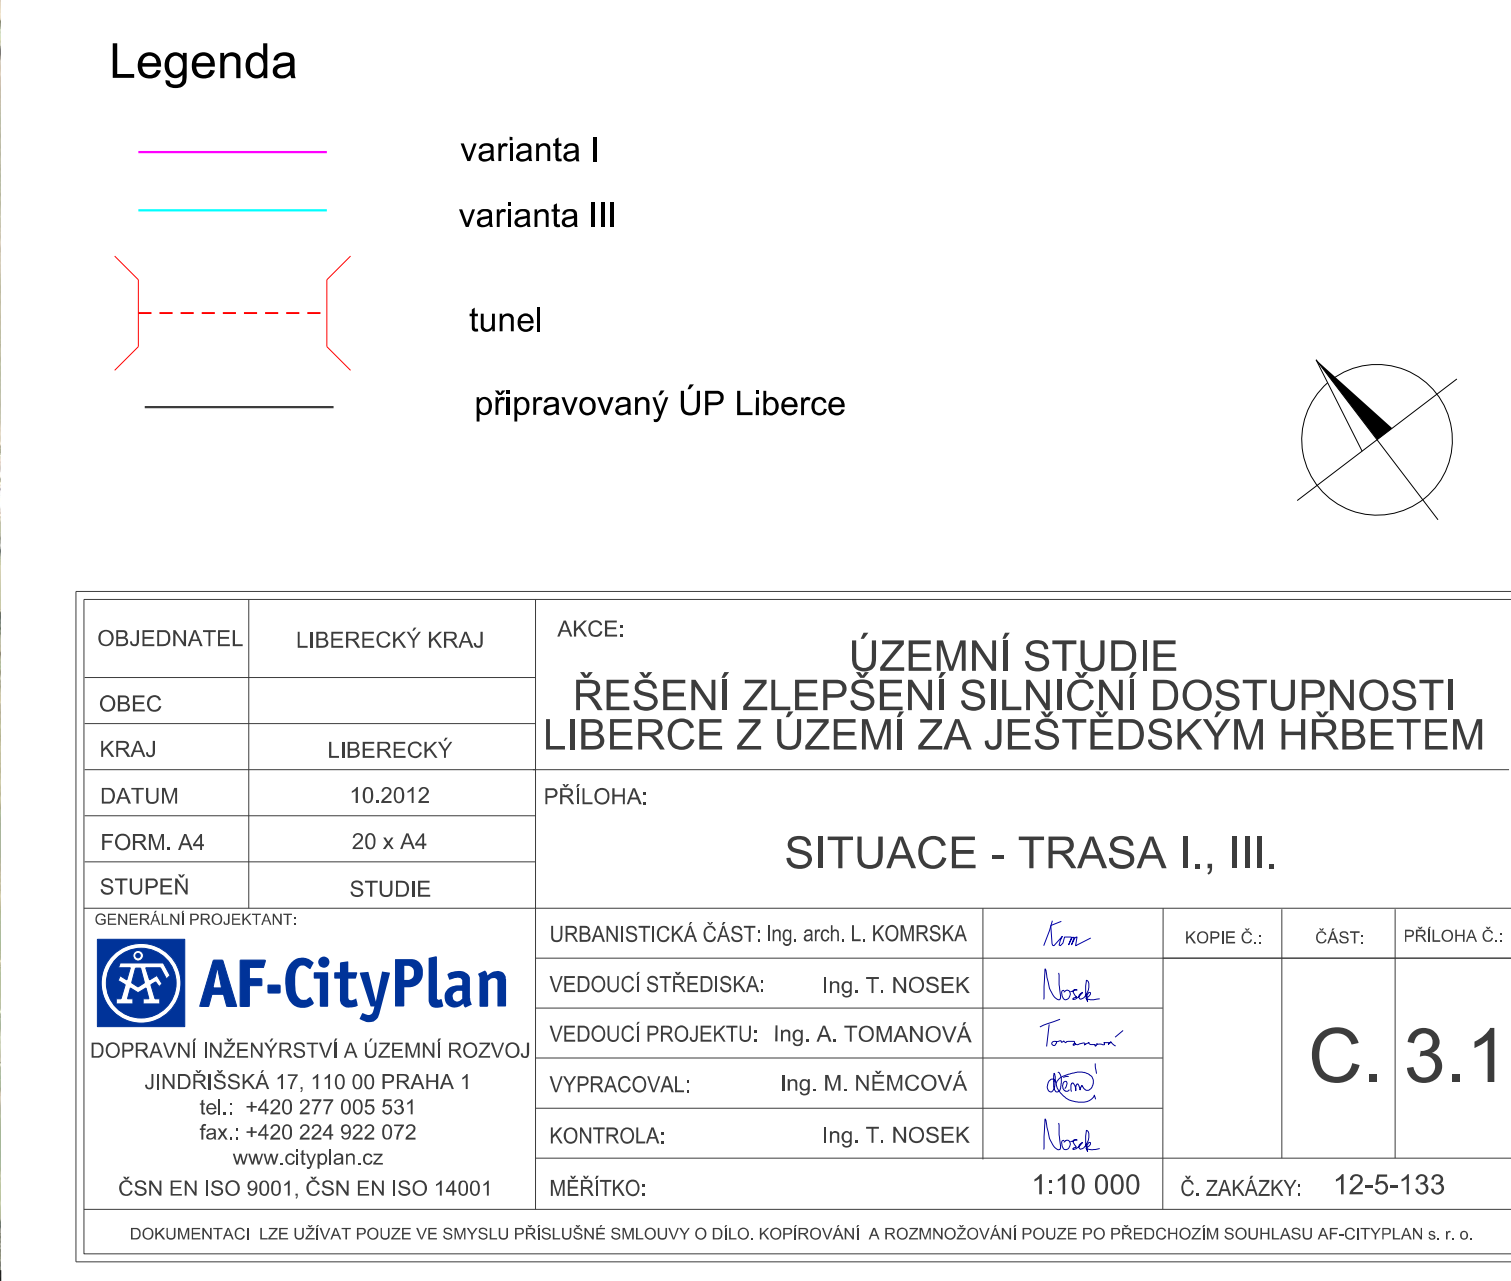 Legenda
varianta I
varianta III
tunel
připravovaný ÚP Liberce
OBJEDNATEL LIBERECKÝ KRAJ
OBEC
KRAJ LIBERECKÝ
DATUM 10.2012
FORM. A4 20 x A4
STUPEŇ STUDIE
AKCE:
ÚZEMNÍ STUDIE
ŘEŠENÍ ZLEPŠENÍ SILNIČNÍ DOSTUPNOSTI
LIBERCE Z ÚZEMÍ ZA JEŠTĚDSKÝM HŘBETEM
PŘÍLOHA:
SITUACE - TRASA I., III.
GENERÁLNÍ PROJEKTANT:
AF-CityPlan
DOPRAVNÍ INŽENÝRSTVÍ A ÚZEMNÍ ROZVOJ
JINDŘIŠSKÁ 17, 110 00 PRAHA 1
tel.: +420 277 005 531
fax.: +420 224 922 072
www.cityplan.cz
ČSN EN ISO 9001, ČSN EN ISO 14001
URBANISTICKÁ ČÁST: Ing. arch. L. KOMRSKA Kom
VEDOUCÍ STŘEDISKA: Ing. T. NOSEK Nosek
VEDOUCÍ PROJEKTU: Ing. A. TOMANOVÁ Tomanová
VYPRACOVAL: Ing. M. NĚMCOVÁ
KONTROLA: Ing. T. NOSEK Nosek
MĚŘÍTKO: 1:10 000
KOPIE Č.: ČÁST: PŘÍLOHA Č.:
C. 3.1
Č. ZAKÁZKY: 12-5-133
DOKUMENTACI LZE UŽÍVAT POUZE VE SMYSLU PŘÍSLUŠNÉ SMLOUVY O DÍLO. KOPÍROVÁNÍ A ROZMNOŽOVÁNÍ POUZE PO PŘEDCHOZÍM SOUHLASU AF-CITYPLAN s. r. o.